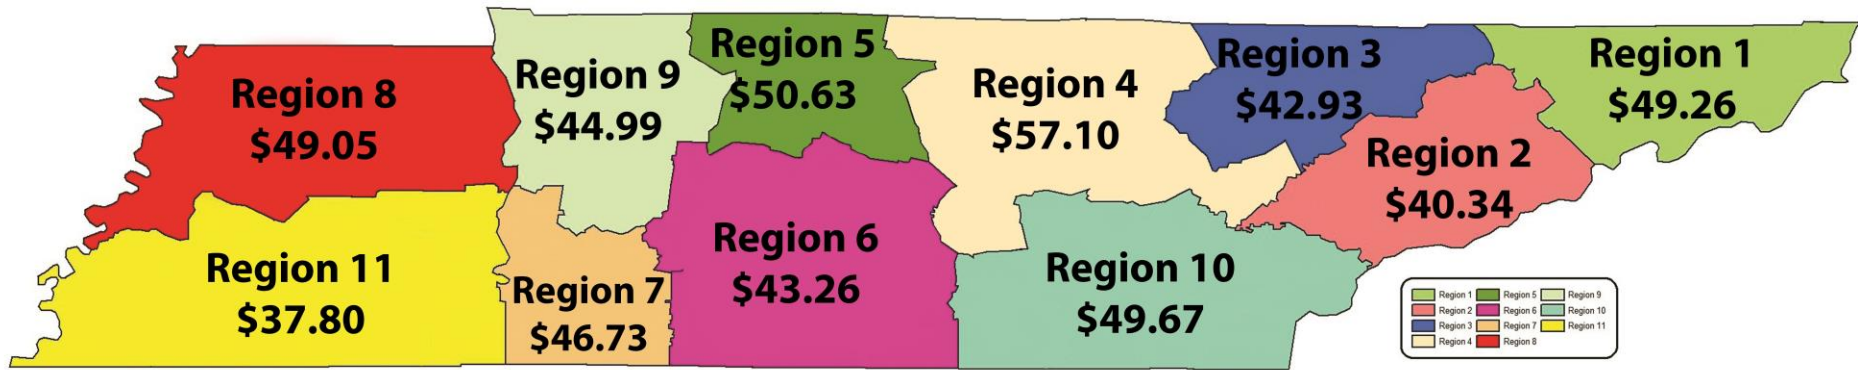 Region 8
$49.05
Region 9
$44.99
Region 5
$50.63
Region 4
$57.10
Region 3
$42.93
Region 1
$49.26
Region 2
$40.34
Region 11
$37.80
Region 7
$46.73
Region 6
$43.26
Region 10
$49.67
Region 1 Region 5 Region 9
Region 2 Region 6 Region 10
Region 3 Region 7 Region 11
Region 4 Region 8